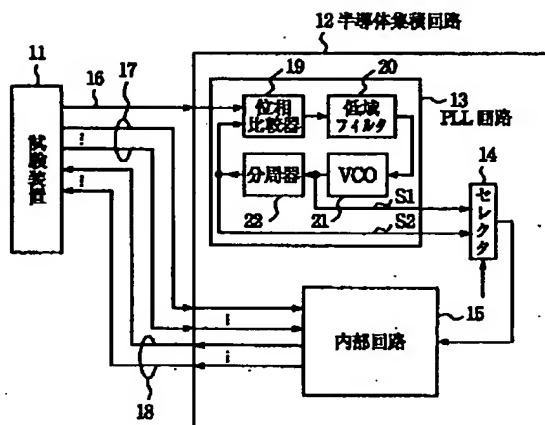 12 半導体集積回路
11
16
17
19
20
位相
比較器
低域
フィルタ
13
PLL 回路
試験装置
分周器
VCO
22
21
S1
S2
14
セレクタ
15
内部回路
18